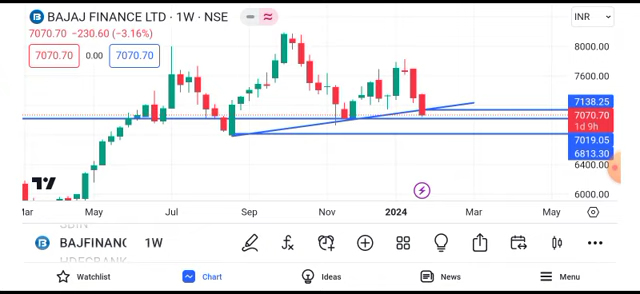 BAJAJ FINANCE LTD · 1W · NSE
INR
7070.70 −230.60 (−3.16%)
7070.70 0.00 7070.70
8000.00
7600.00
7138.25
7070.70
1d 9h
7019.05
6813.30
6400.00
6000.00
Mar May Jul Sep Nov 2024 Mar May
BAJFINANC 1W
HDFCBANK
Watchlist Chart Ideas News Menu